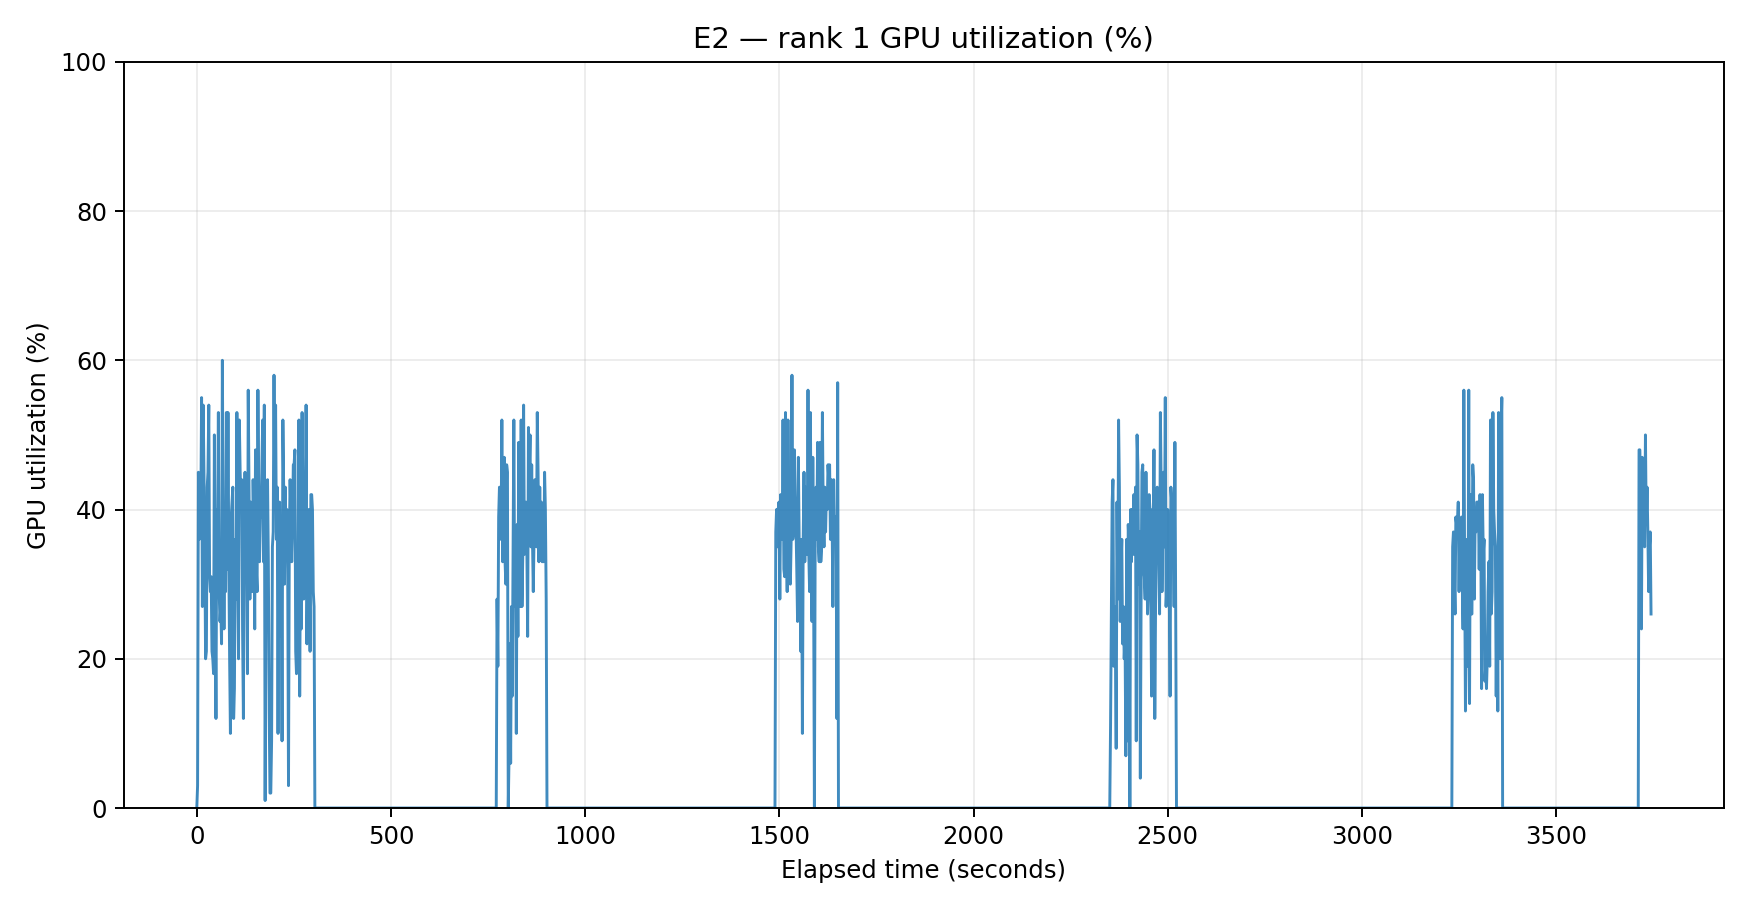 E2 — rank 1 GPU utilization (%)
GPU utilization (%)
100
80
60
40
20
0
0 500 1000 1500 2000 2500 3000 3500
Elapsed time (seconds)